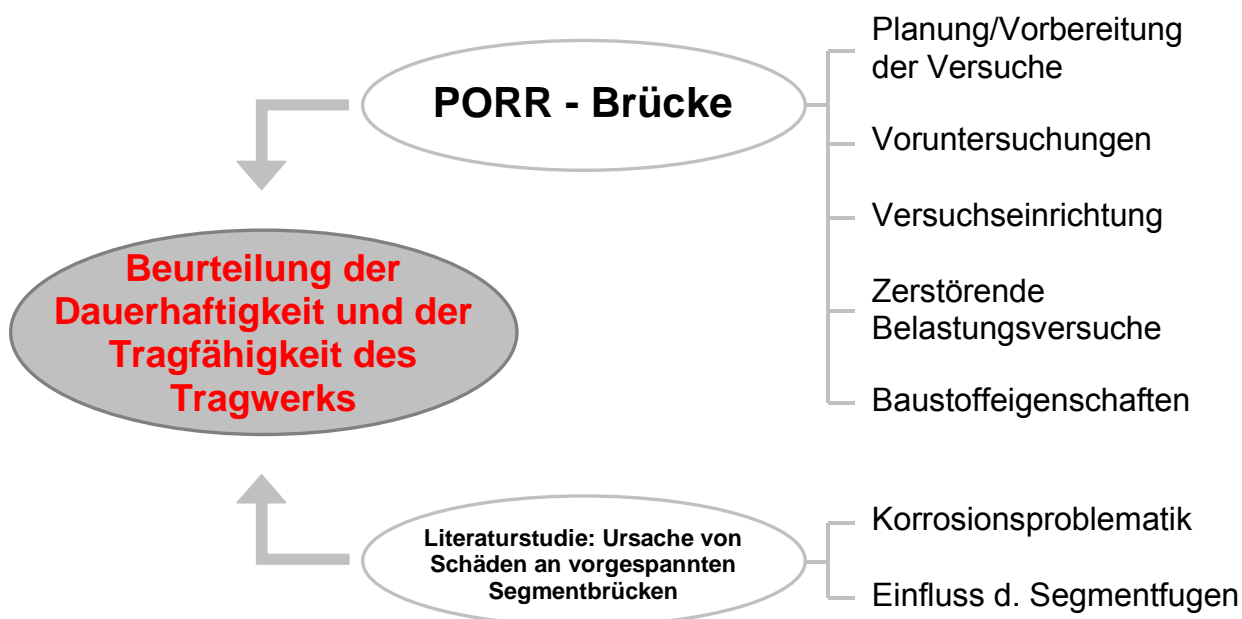 PORR - Brücke
Planung/Vorbereitung
der Versuche
Voruntersuchungen
Versuchseinrichtung
Zerstörende
Belastungsversuche
Baustoffeigenschaften
Beurteilung der
Dauerhaftigkeit und der
Tragfähigkeit des
Tragwerks
Literaturstudie: Ursache von
Schäden an vorgespannten
Segmentbrücken
Korrosionsproblematik
Einfluss d. Segmentfugen